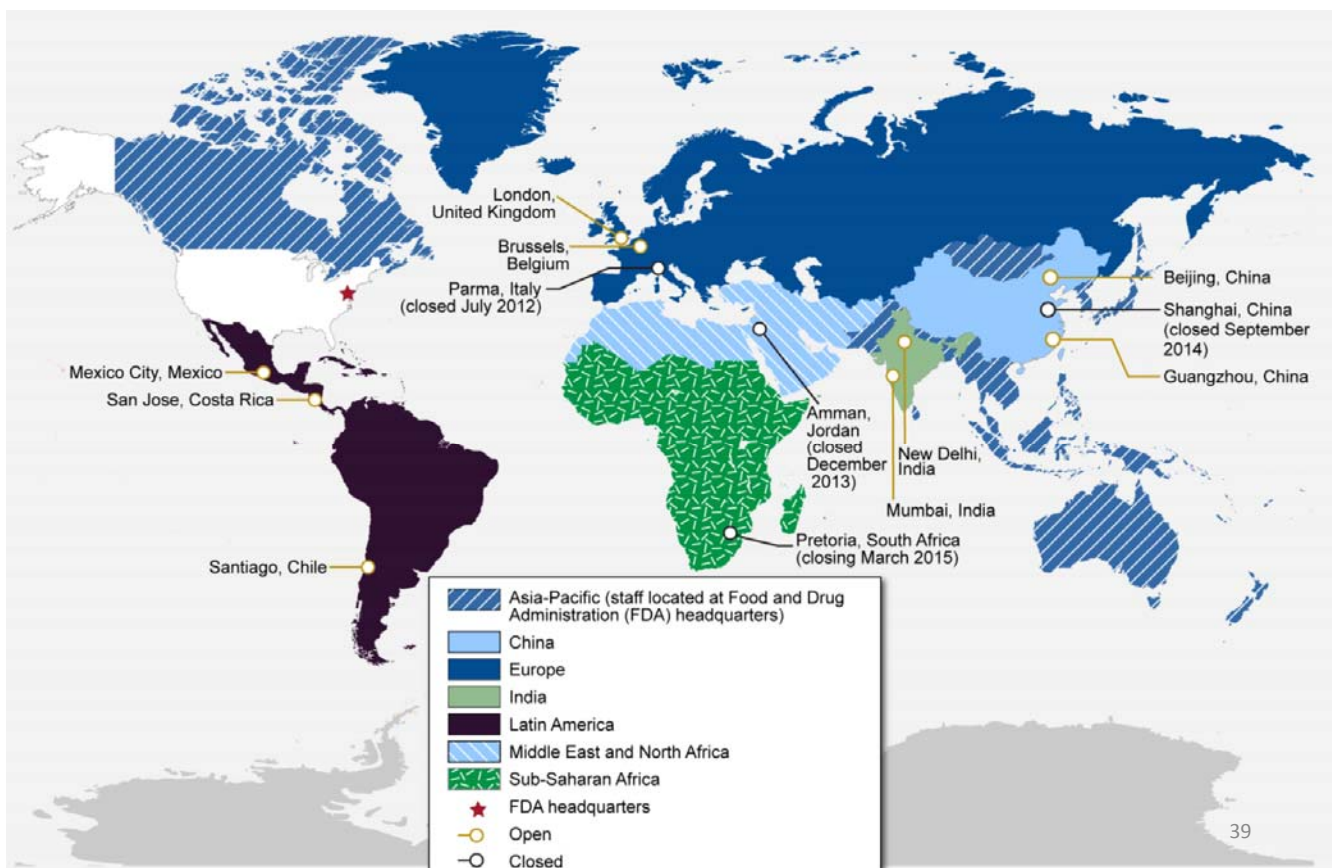 London,
United Kingdom
Brussels,
Belgium
Parma, Italy
(closed July 2012)
Beijing, China
Shanghai, China
(closed September
2014)
Guangzhou, China
Mexico City, Mexico
San Jose, Costa Rica
Amman,
Jordan
(closed
December
2013)
New Delhi,
India
Mumbai, India
Pretoria, South Africa
(closing March 2015)
Santiago, Chile
Asia-Pacific (staff located at Food and Drug
Administration (FDA) headquarters)
China
Europe
India
Latin America
Middle East and North Africa
Sub-Saharan Africa
FDA headquarters
Open
Closed
39